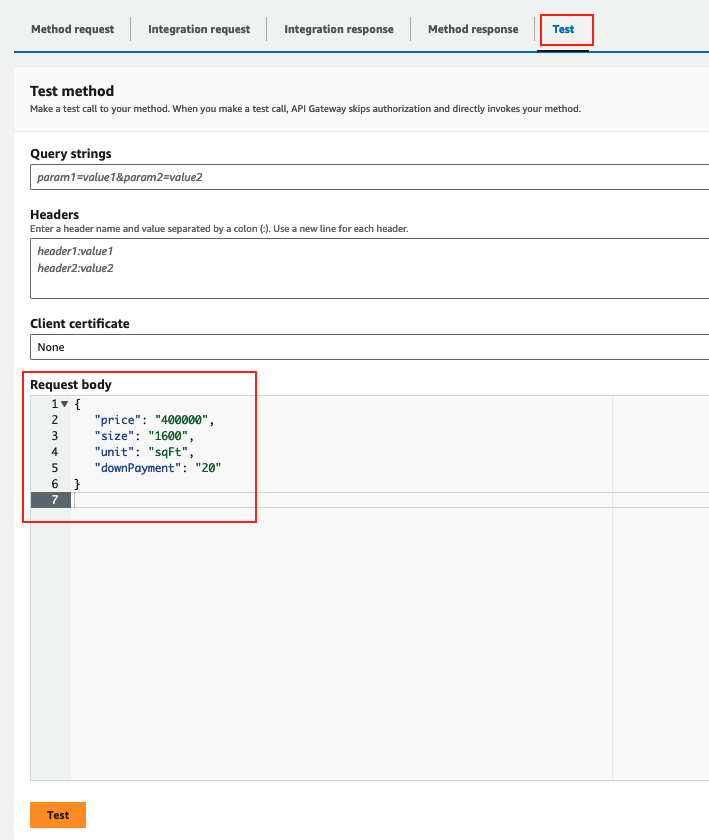 Method request
Integration request
Integration response
Method response
Test
Test method
Make a test call to your method. When you make a test call, API Gateway skips authorization and directly invokes your method.
Query strings
param1=value1&param2=value2
Headers
Enter a header name and value separated by a colon (:). Use a new line for each header.
header1:value1
header2:value2
Client certificate
None
Request body
1 {
2 "price": "400000",
3 "size": "1600",
4 "unit": "sqFt",
5 "downPayment": "20"
6 }
7
Test